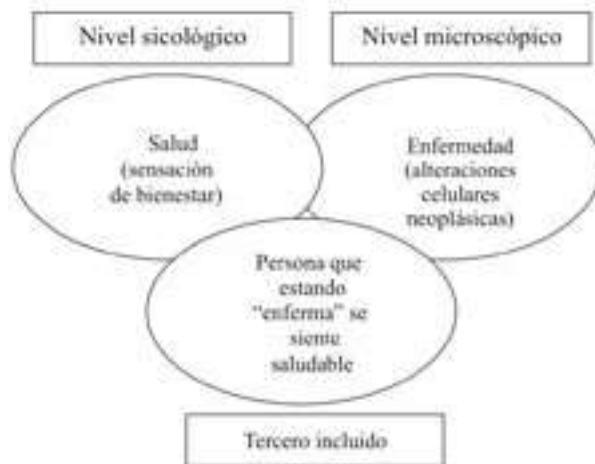 Nivel sicológico
Nivel microscópico
Salud
(sensación
de bienestar)
Enfermedad
(alteraciones
celulares
neoplásicas)
Persona que
estando
“enferma” se
siente
saludable
Tercero incluido